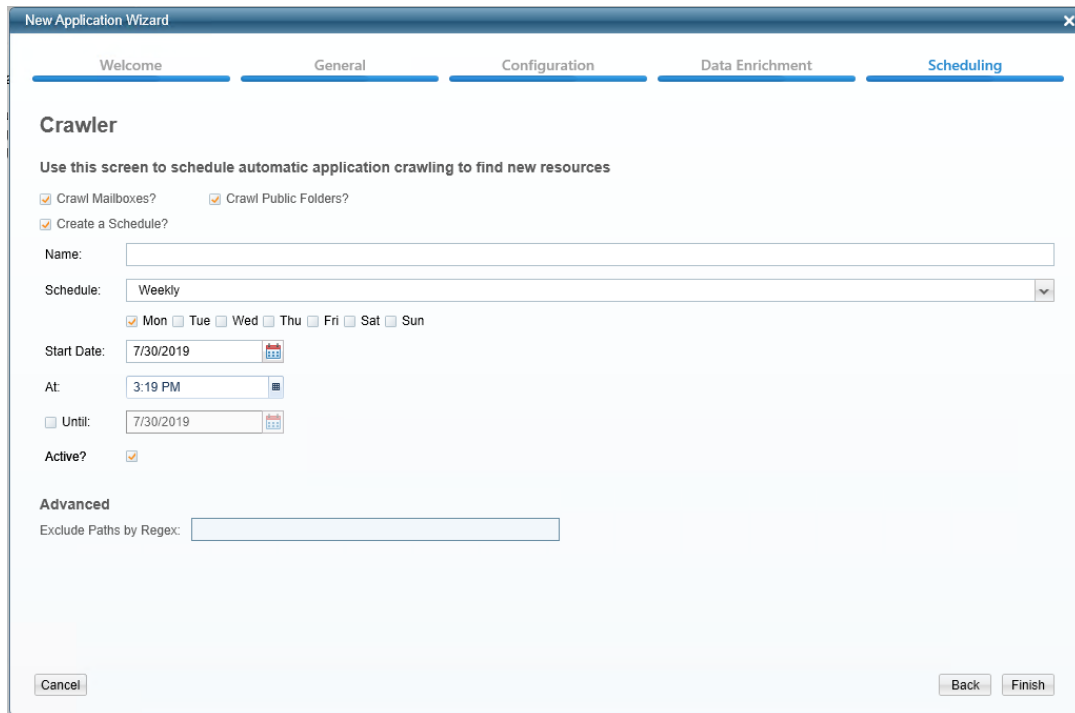 New Application Wizard
Welcome General Configuration Data Enrichment Scheduling
Crawler
Use this screen to schedule automatic application crawling to find new resources
Crawl Mailboxes? Crawl Public Folders?
Create a Schedule?
Name:
Schedule: Weekly
Mon Tue Wed Thu Fri Sat Sun
Start Date: 7/30/2019
At: 3:19 PM
Until: 7/30/2019
Active?
Advanced
Exclude Paths by Regex:
Cancel Back Finish